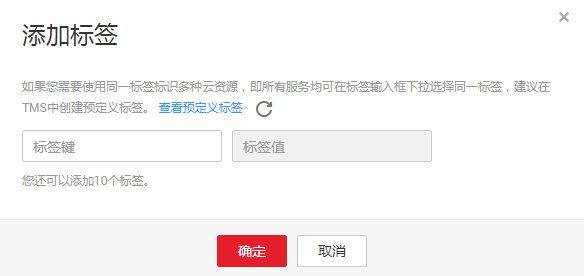 添加标签
如果您需要使用同一标签标识多种云资源，即所有服务均可在标签输入框下拉选择同一标签，建议在
TMS中创建预定义标签。 查看预定义标签
标签键 标签值
您还可以添加10个标签。
确定 取消